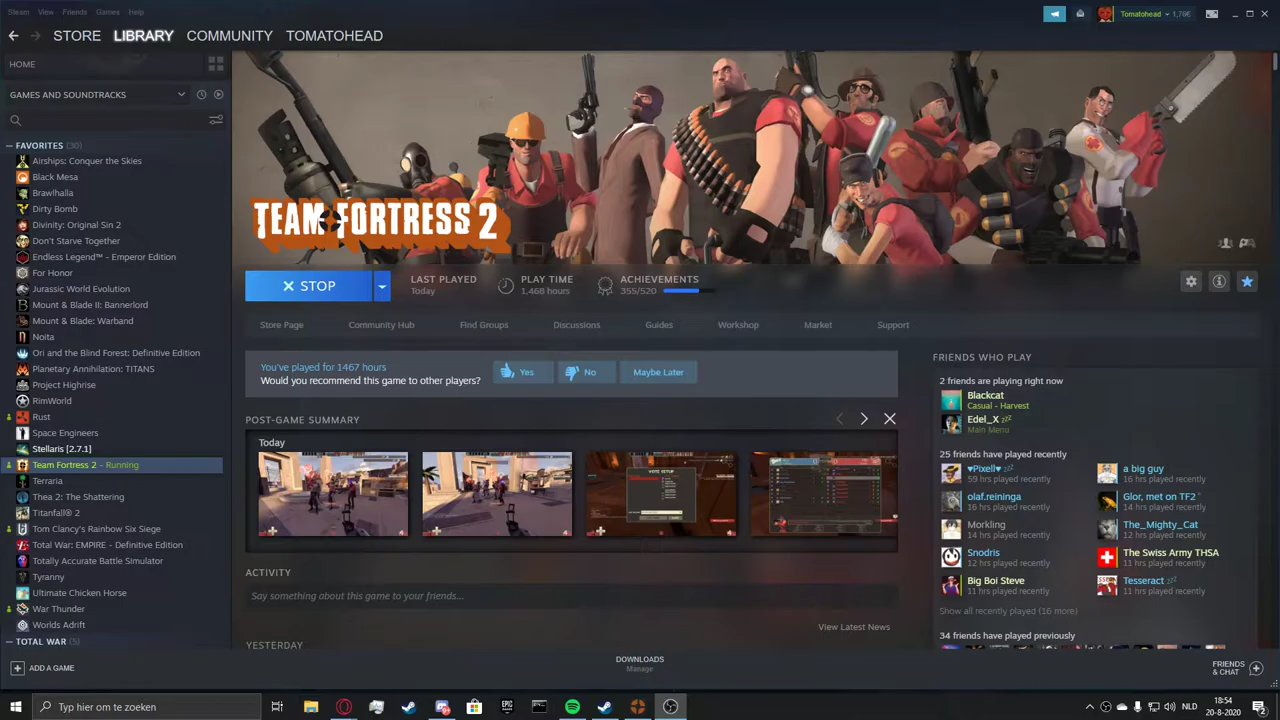 Steam View Friends Games Help
Tomatohead 1,76€
STORE LIBRARY COMMUNITY TOMATOHEAD
HOME
GAMES AND SOUNDTRACKS
FAVORITES (30)
Airships: Conquer the Skies
Black Mesa
Brawlhalla
Dirty Bomb
Divinity: Original Sin 2
Don't Starve Together
Endless Legend™ - Emperor Edition
For Honor
Jurassic World Evolution
Mount & Blade II: Bannerlord
Mount & Blade: Warband
Noita
Ori and the Blind Forest: Definitive Edition
Planetary Annihilation: TITANS
Project Highrise
RimWorld
Rust
Space Engineers
Stellaris [2.7.1]
Team Fortress 2 - Running
Terraria
Thea 2: The Shattering
Titanfall® 2
Tom Clancy's Rainbow Six Siege
Total War: EMPIRE - Definitive Edition
Totally Accurate Battle Simulator
Tyranny
Ultimate Chicken Horse
War Thunder
Worlds Adrift
TOTAL WAR (5)
ADD A GAME
TEAM FORTRESS 2
STOP
LAST PLAYED
Today
PLAY TIME
1,468 hours
ACHIEVEMENTS
355/520
Store Page Community Hub Find Groups Discussions Guides Workshop Market Support
You've played for 1467 hours
Would you recommend this game to other players?
Yes No Maybe Later
POST-GAME SUMMARY
Today
VOTE SETUP
ACTIVITY
Say something about this game to your friends...
View Latest News
YESTERDAY
FRIENDS WHO PLAY
2 friends are playing right now
Blackcat
Casual - Harvest
Edel_X zzz
Main Menu
25 friends have played recently
♥Pixell♥ zzz
59 hrs played recently
a big guy
16 hrs played recently
olaf.reininga
16 hrs played recently
Glor, met on TF2 *
14 hrs played recently
Morkling
14 hrs played recently
The_Mighty_Cat
12 hrs played recently
Snodris
12 hrs played recently
The Swiss Army THSA
11 hrs played recently
Big Boi Steve
11 hrs played recently
Tesseract zzz
11 hrs played recently
Show all recently played (16 more)
34 friends have played previously
DOWNLOADS
Manage
FRIENDS
& CHAT
Typ hier om te zoeken
EPIC
NLD
18:54
20-8-2020
2